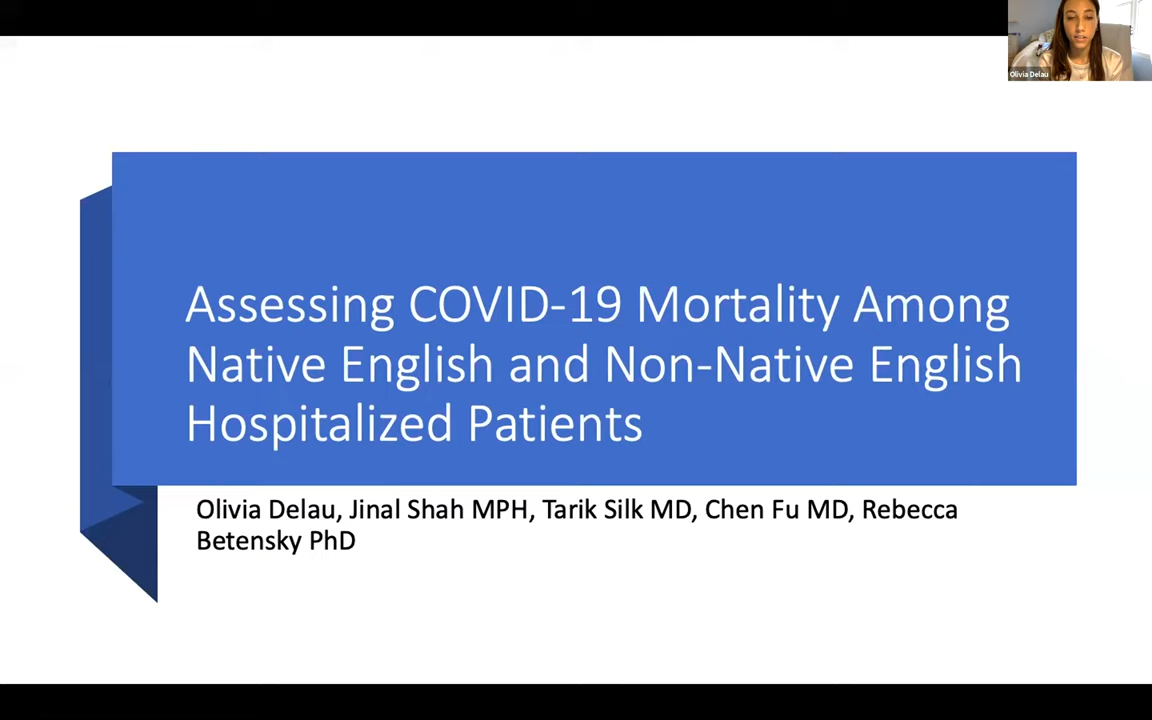 Olivia Delau
Assessing COVID-19 Mortality Among
Native English and Non-Native English
Hospitalized Patients
Olivia Delau, Jinal Shah MPH, Tarik Silk MD, Chen Fu MD, Rebecca
Betensky PhD